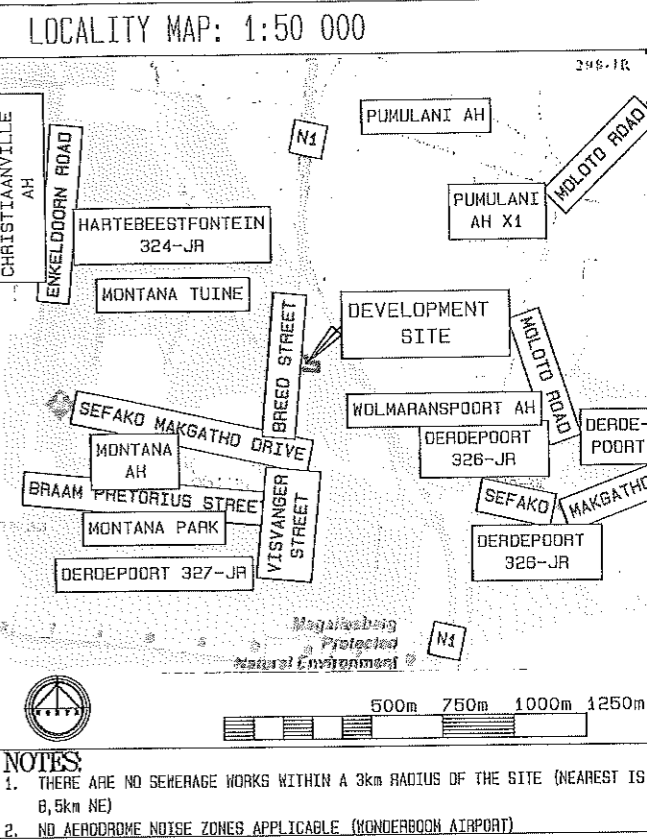 LOCALITY MAP: 1:50 000
298-JR
CHRISTIAANVILLE
AH
ENKELDOORN ROAD
N1
PUMULANI AH
MOLOTO ROAD
PUMULANI
AH X1
HARTEBEESTFONTEIN
324-JR
MONTANA TUINE
BREED STREET
DEVELOPMENT
SITE
MOLOTO ROAD
WOLMARANSPOORT AH
DERDEPOORT
326-JR
DERDE-
POORT
SEFAKO MAKGATHO DRIVE
MONTANA
AH
BRAAM PRETORIUS STREET
VISVANGER
STREET
MONTANA PARK
DERDEPOORT 327-JR
SEFAKO
MAKGATHO
DERDEPOORT
326-JR
Magaliesberg
Protected
Natural Environment
N1
500m 750m 1000m 1250m
NOTES:
1. THERE ARE NO SEWERAGE WORKS WITHIN A 3km RADIUS OF THE SITE (NEAREST IS
8,5km NE)
2. NO AERODROME NOISE ZONES APPLICABLE (WONDERBOOM AIRPORT)